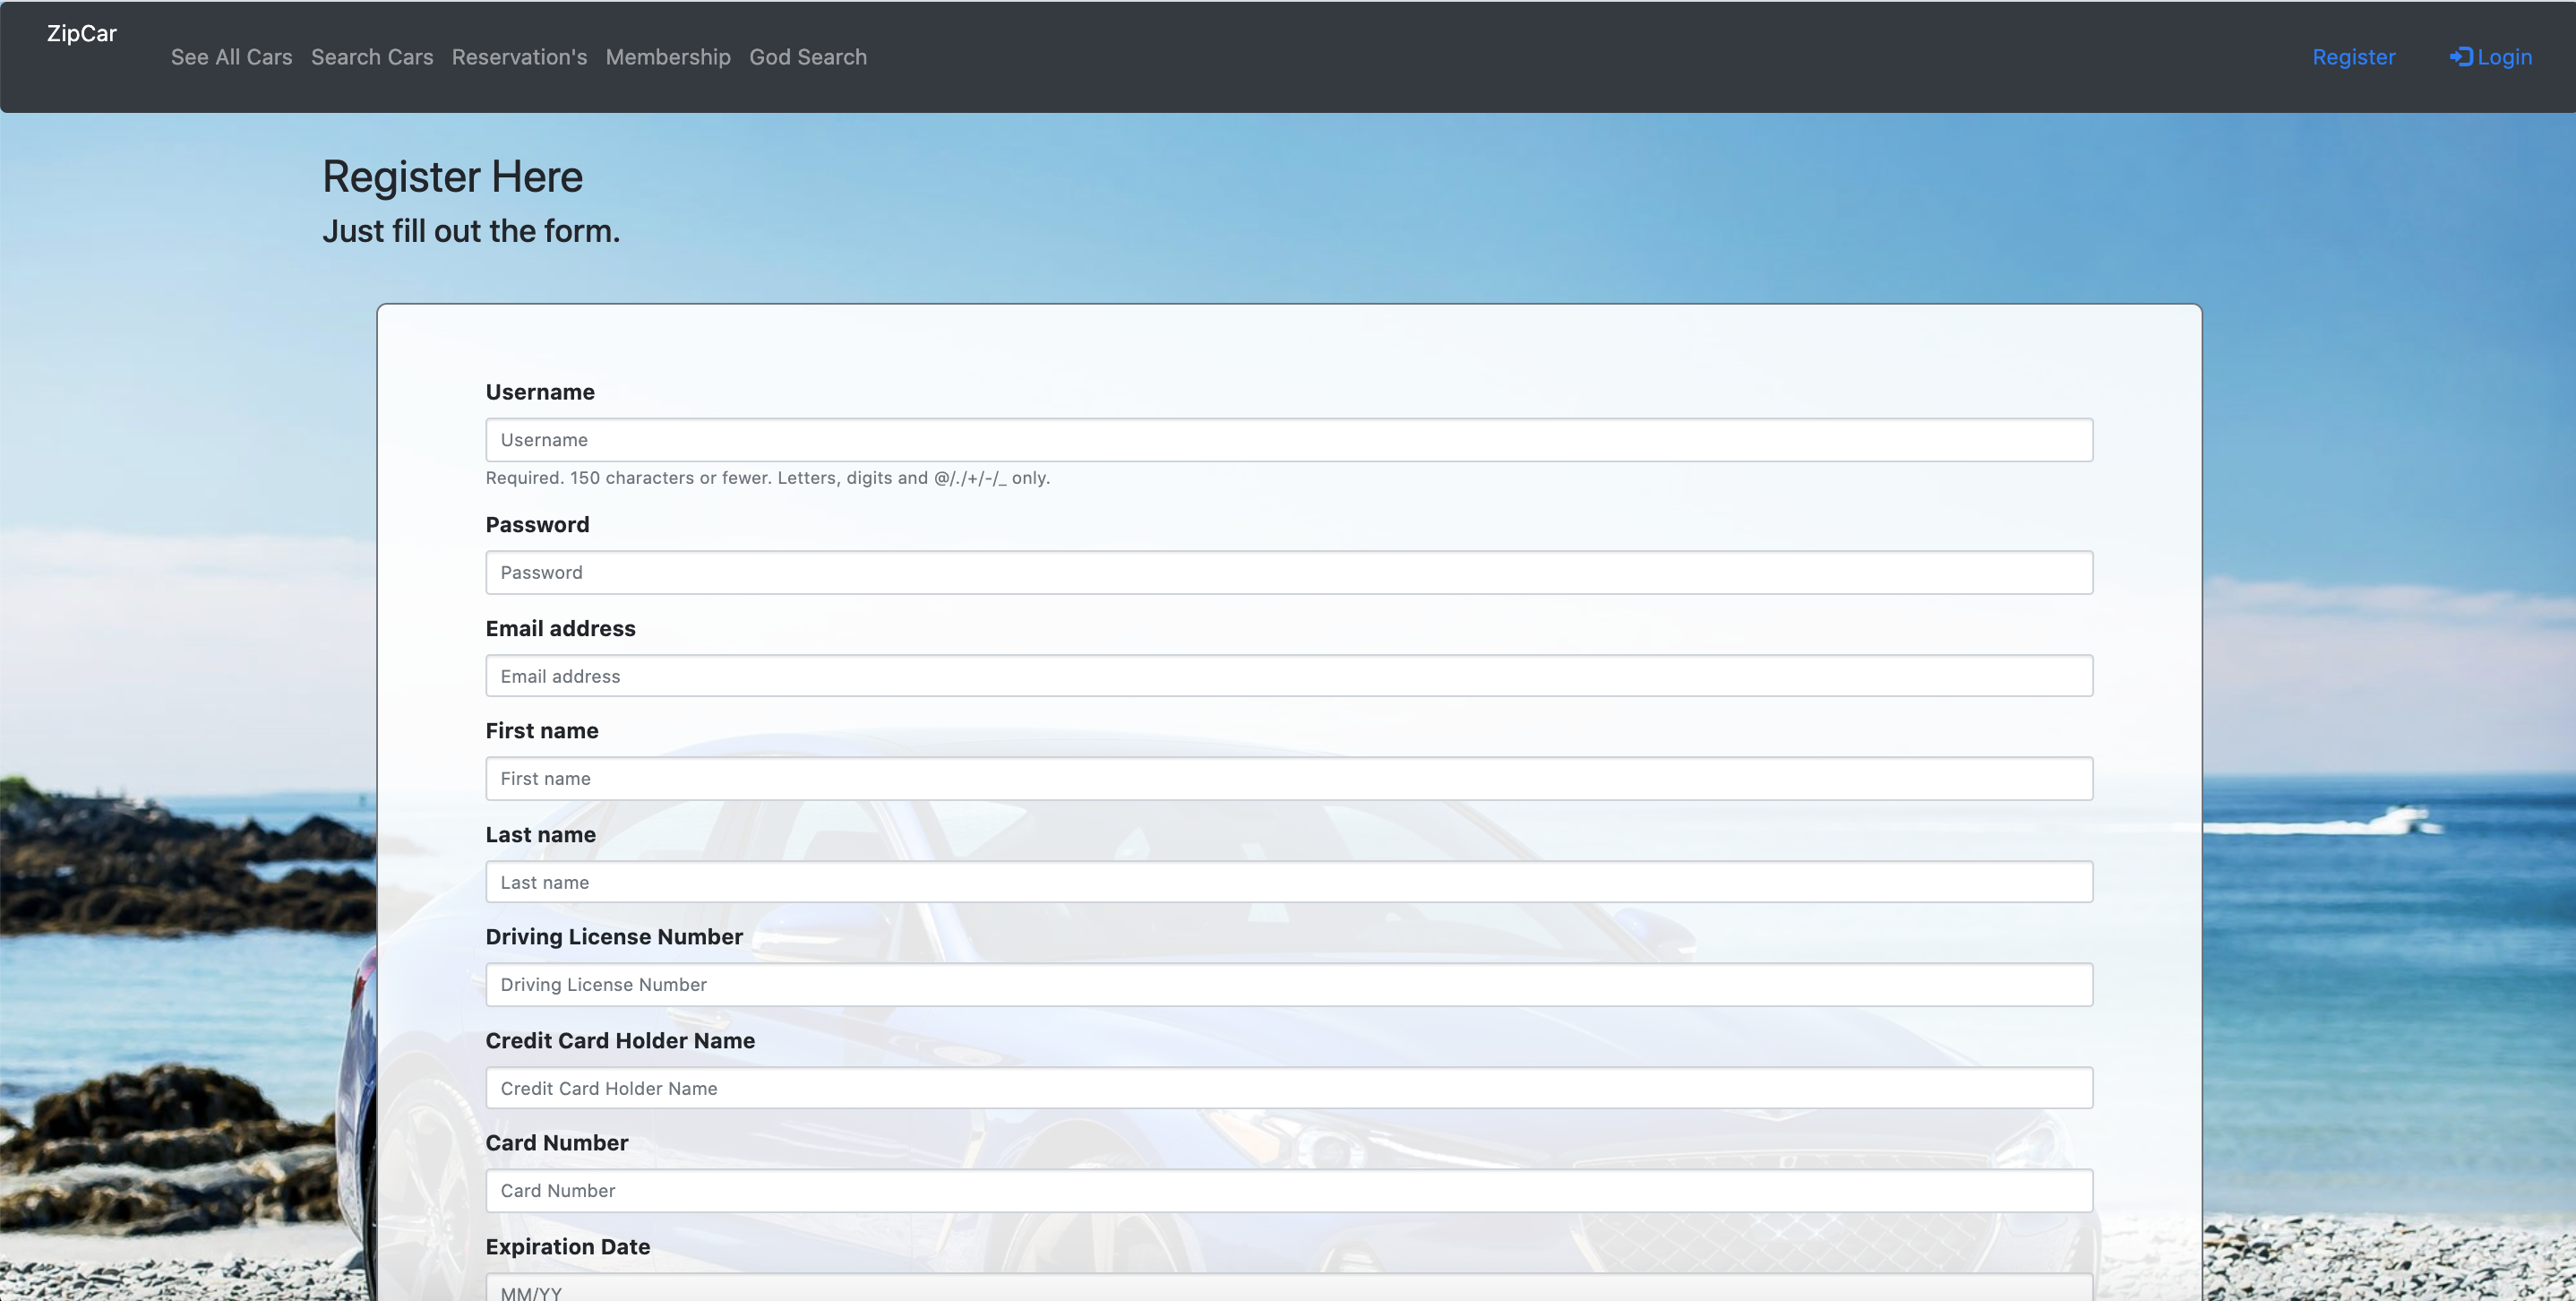 ZipCar
See All Cars Search Cars Reservation's Membership God Search Register Login
Register Here
Just fill out the form.
Username
Username
Required. 150 characters or fewer. Letters, digits and @/./+/-/_ only.
Password
Password
Email address
Email address
First name
First name
Last name
Last name
Driving License Number
Driving License Number
Credit Card Holder Name
Credit Card Holder Name
Card Number
Card Number
Expiration Date
MM/YY